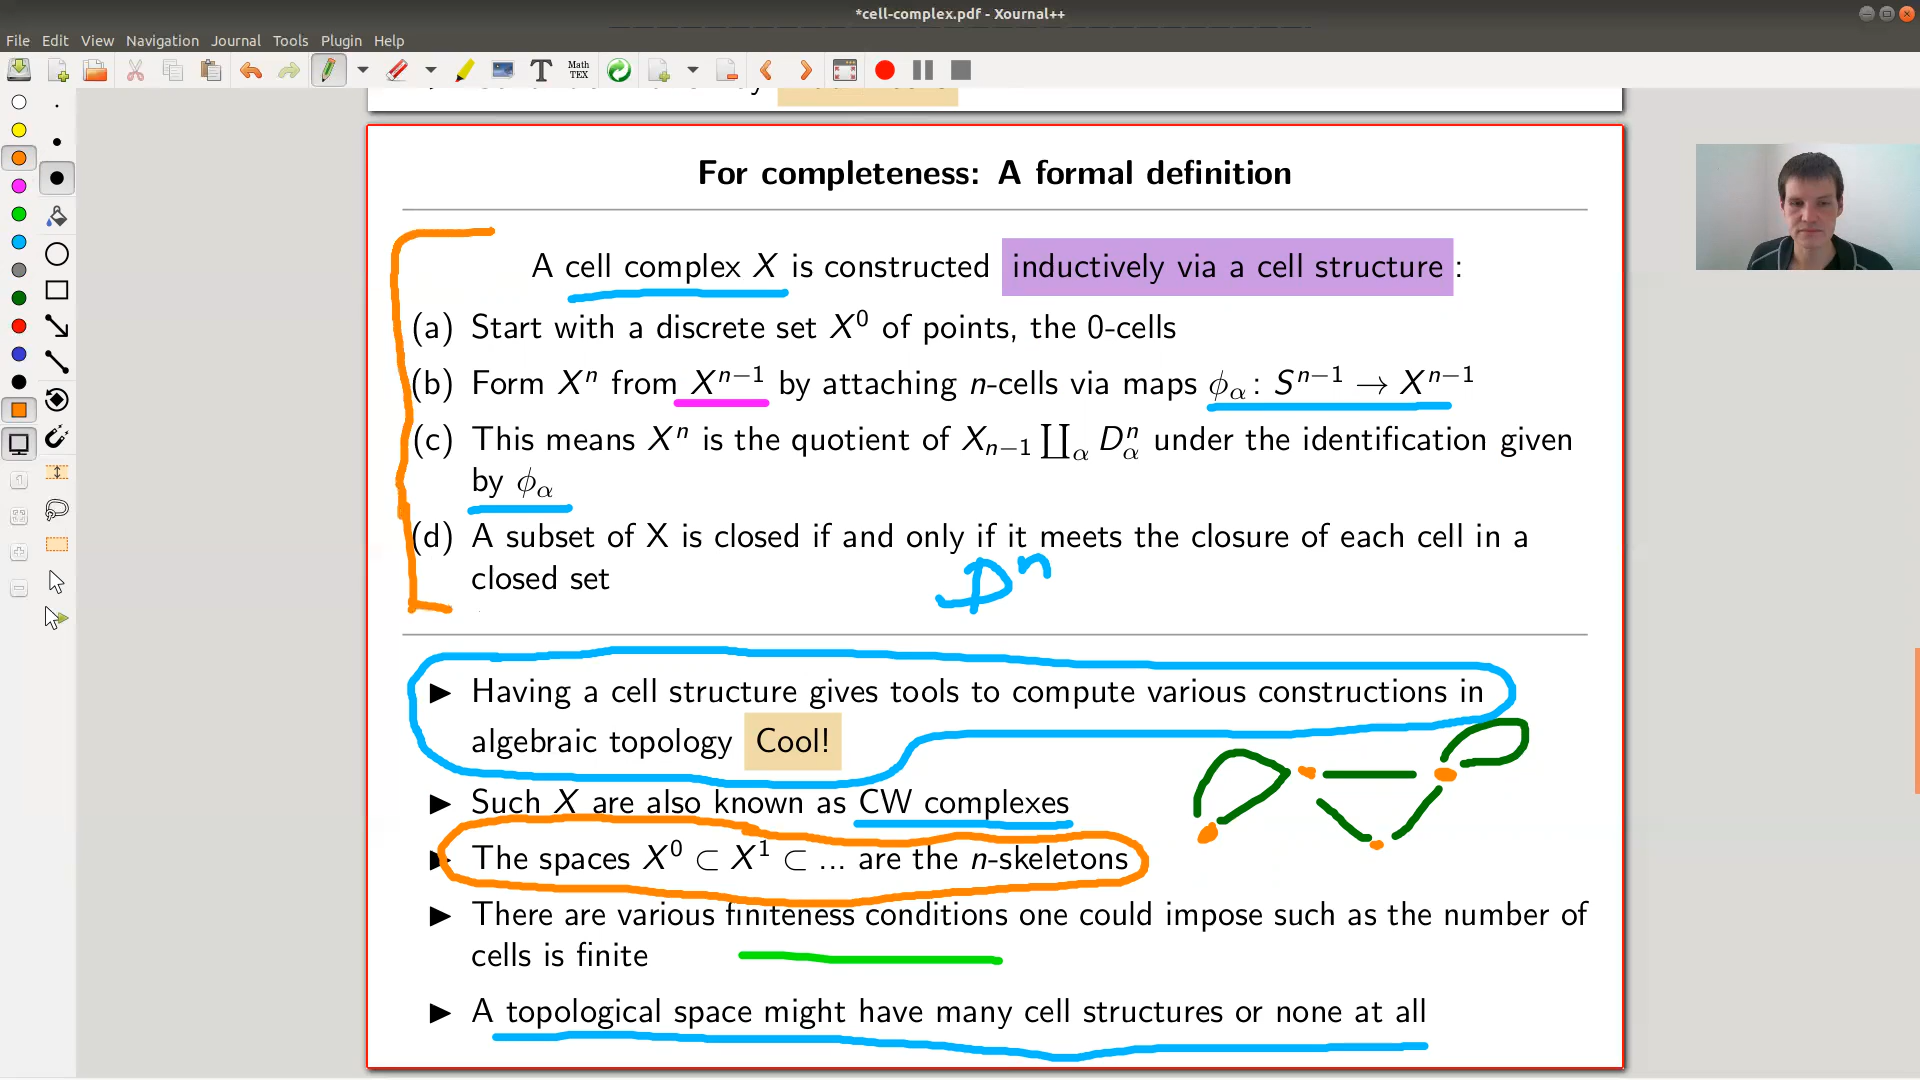 *cell-complex.pdf - Xournal++
File Edit View Navigation Journal Tools Plugin Help
Math
TEX
For completeness: A formal definition
A cell complex X is constructed inductively via a cell structure :
(a) Start with a discrete set X⁰ of points, the 0-cells
(b) Form Xⁿ from Xⁿ⁻¹ by attaching n-cells via maps ϕ_α : Sⁿ⁻¹ → Xⁿ⁻¹
(c) This means Xⁿ is the quotient of X_{n−1} ∐_α Dⁿ_α under the identification given
by ϕ_α
(d) A subset of X is closed if and only if it meets the closure of each cell in a
closed set
Dⁿ
▶ Having a cell structure gives tools to compute various constructions in
algebraic topology Cool!
▶ Such X are also known as CW complexes
▶ The spaces X⁰ ⊂ X¹ ⊂ ... are the n-skeletons
▶ There are various finiteness conditions one could impose such as the number of
cells is finite
▶ A topological space might have many cell structures or none at all